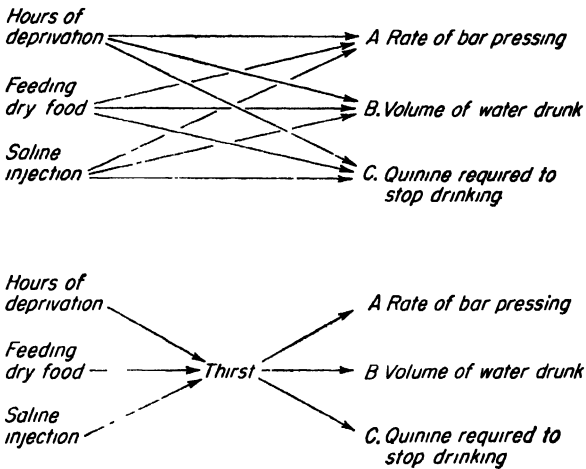 Hours of
deprivation
A Rate of bar pressing
Feeding
dry food
B. Volume of water drunk
Saline
injection
C. Quinine required to
stop drinking
Hours of
deprivation
A Rate of bar pressing
Feeding
dry food
Thirst
B Volume of water drunk
Saline
injection
C. Quinine required to
stop drinking